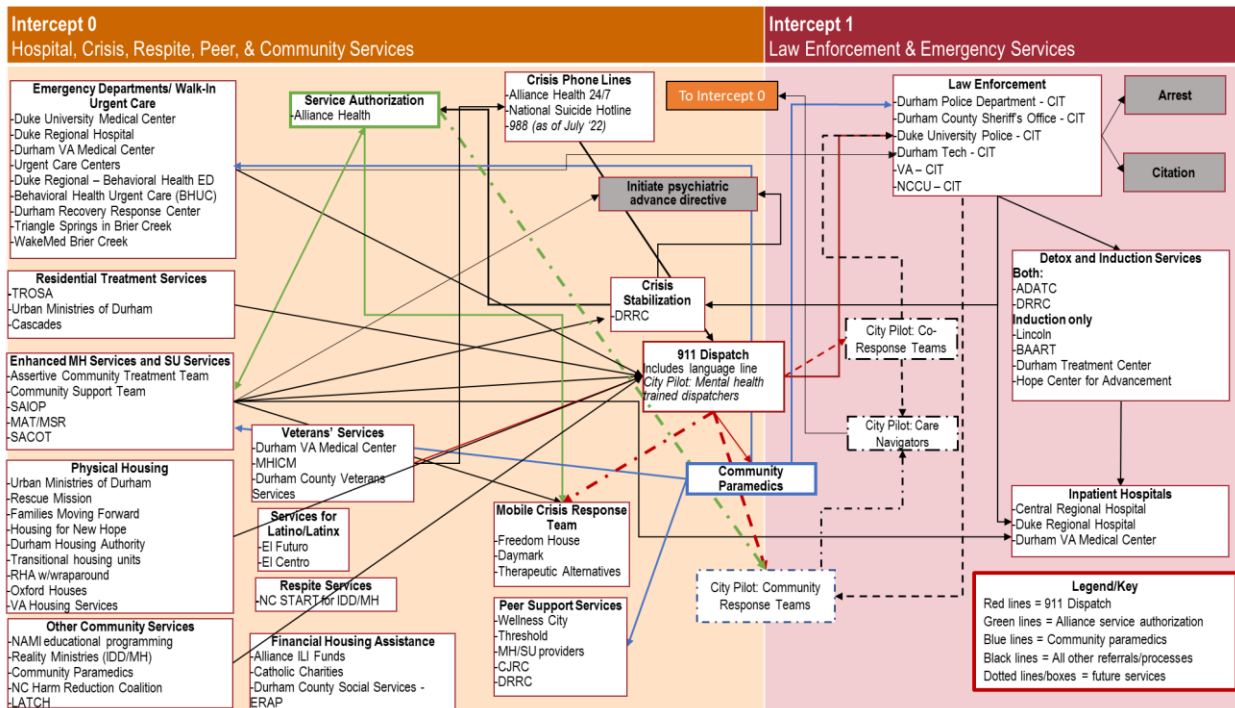 Intercept 0
Hospital, Crisis, Respite, Peer, & Community Services
Intercept 1
Law Enforcement & Emergency Services
Emergency Departments/ Walk-In
Urgent Care
-Duke University Medical Center
-Duke Regional Hospital
-Durham VA Medical Center
-Urgent Care Centers
-Duke Regional – Behavioral Health ED
-Behavioral Health Urgent Care (BHUC)
-Durham Recovery Response Center
-Triangle Springs in Brier Creek
-WakeMed Brier Creek
Service Authorization
-Alliance Health
Crisis Phone Lines
-Alliance Health 24/7
-National Suicide Hotline
-988 (as of July ‘22)
To Intercept 0
Law Enforcement
-Durham Police Department - CIT
-Durham County Sheriff’s Office - CIT
-Duke University Police - CIT
-Durham Tech - CIT
-VA – CIT
-NCCU – CIT
Arrest
Citation
Initiate psychiatric
advance directive
Residential Treatment Services
-TROSA
-Urban Ministries of Durham
-Cascades
Crisis
Stabilization
-DRRC
Detox and Induction Services
Both:
-ADATC
-DRRC
Induction only
-Lincoln
-BAART
-Durham Treatment Center
-Hope Center for Advancement
City Pilot: Co-
Response Teams
911 Dispatch
Includes language line
City Pilot: Mental health
trained dispatchers
Enhanced MH Services and SU Services
-Assertive Community Treatment Team
-Community Support Team
-SAIOP
-MAT/MSR
-SACOT
City Pilot: Care
Navigators
Veterans’ Services
-Durham VA Medical Center
-MHICM
-Durham County Veterans
Services
Community
Paramedics
Physical Housing
-Urban Ministries of Durham
-Rescue Mission
-Families Moving Forward
-Housing for New Hope
-Durham Housing Authority
-Transitional housing units
-RHA w/wraparound
-Oxford Houses
-VA Housing Services
Services for
Latino/Latinx
-El Futuro
-El Centro
Mobile Crisis Response
Team
-Freedom House
-Daymark
-Therapeutic Alternatives
Inpatient Hospitals
-Central Regional Hospital
-Duke Regional Hospital
-Durham VA Medical Center
Respite Services
-NC START for IDD/MH
City Pilot: Community
Response Teams
Legend/Key
Red lines = 911 Dispatch
Green lines = Alliance service authorization
Blue lines = Community paramedics
Black lines = All other referrals/processes
Dotted lines/boxes = future services
Peer Support Services
-Wellness City
-Threshold
-MH/SU providers
-CJRC
-DRRC
Other Community Services
-NAMI educational programming
-Reality Ministries (IDD/MH)
-Community Paramedics
-NC Harm Reduction Coalition
-LATCH
Financial Housing Assistance
-Alliance ILI Funds
-Catholic Charities
-Durham County Social Services -
ERAP